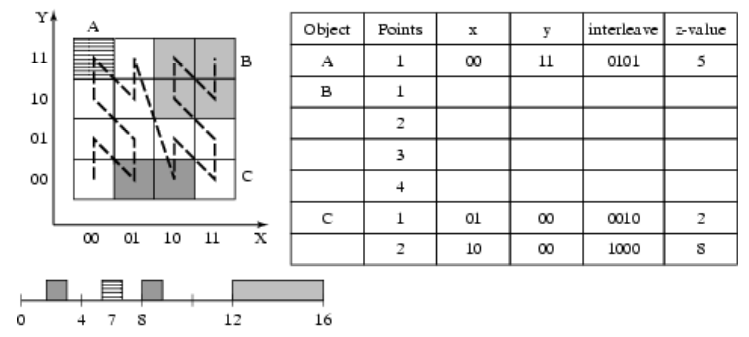 Y
A
11
B
10
01
00
C
00 01 10 11 X
0 4 7 8 12 16
Object Points x y interleave z-value
A 1 00 11 0101 5
B 1
2
3
4
C 1 01 00 0010 2
2 10 00 1000 8